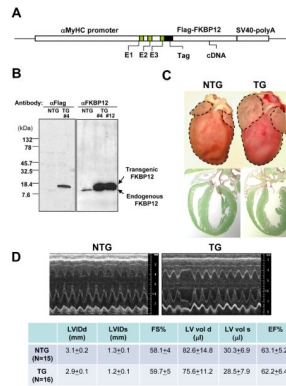 A
αMyHC promoter
Flag-FKBP12
SV40-polyA
E1 E2 E3 Tag cDNA
B
Antibody: αFlag αFKBP12
NTG TG #4 NTG TG #4 TG #12
(kDa)
132
78
45.7
32.5
18.4
7.6
Transgenic FKBP12
Endogenous FKBP12
C
NTG TG
D
NTG TG
LVIDd (mm) LVIDs (mm) FS% LV vol d (μl) LV vol s (μl) EF%
NTG (N=15) 3.1±0.2 1.3±0.1 58.1±4 82.6±14.8 30.3±6.9 63.1±5.2
TG (N=16) 2.9±0.1 1.2±0.1 59.7±5 75.6±11.2 28.5±7.9 62.2±6.4